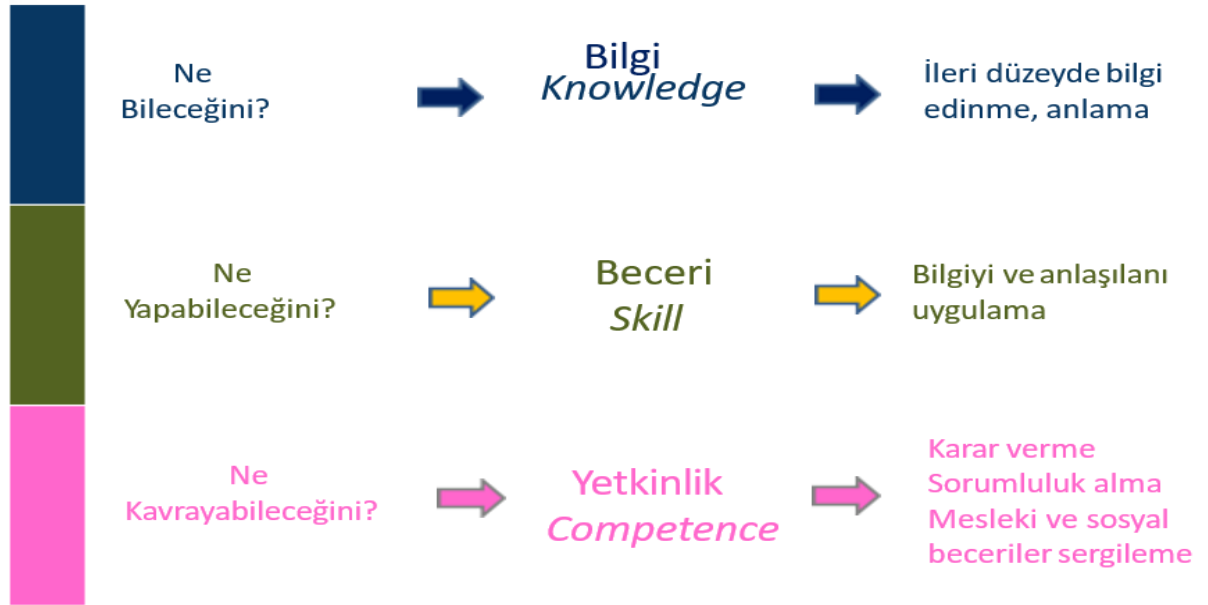 Ne
Bileceğini?
Bilgi
Knowledge
İleri düzeyde bilgi
edinme, anlama
Ne
Yapabileceğini?
Beceri
Skill
Bilgiyi ve anlaşılanı
uygulama
Ne
Kavrayabileceğini?
Yetkinlik
Competence
Karar verme
Sorumluluk alma
Mesleki ve sosyal
beceriler sergileme